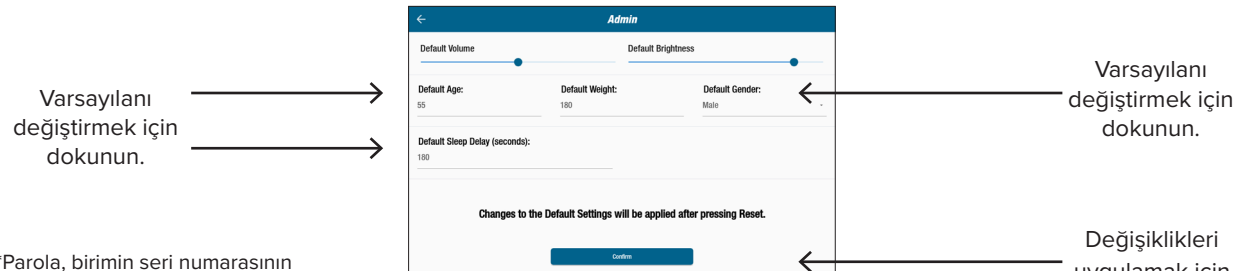 Admin
Default Volume
Default Brightness
Default Age:
Default Weight:
Default Gender:
55
180
Male
Default Sleep Delay (seconds):
180
Changes to the Default Settings will be applied after pressing Reset.
Confirm
Varsayılanı
değiştirmek için
dokunun.
Varsayılanı
değiştirmek için
dokunun.
Değişiklikleri
uygulamak için
*Parola, birimin seri numarasının